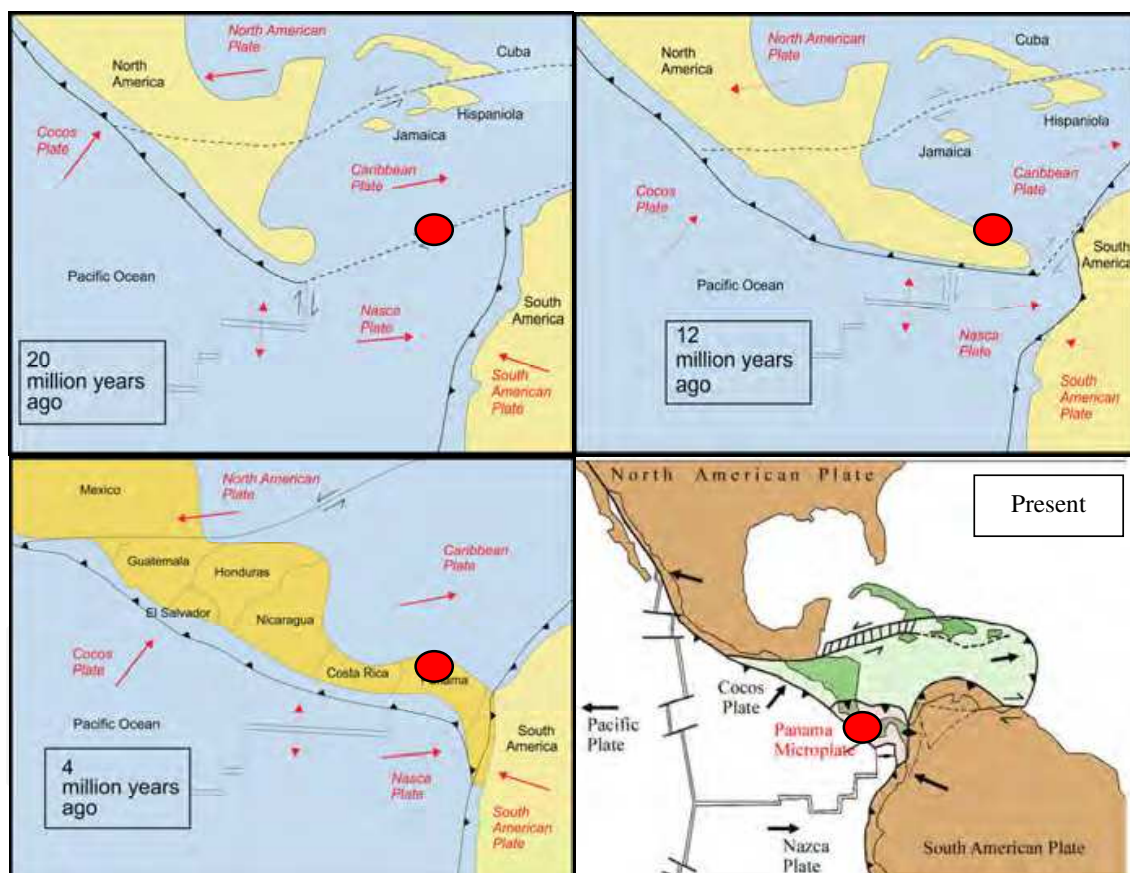 North American
Plate
North
America
Cuba
Hispaniola
Jamaica
Cocos
Plate
Caribbean
Plate
Pacific Ocean
Nasca
Plate
South
America
South
American
Plate
20
million years
ago
North American
Plate
North
America
Cuba
Hispaniola
Jamaica
Caribbean
Plate
Cocos
Plate
South
America
Pacific Ocean
Nasca
Plate
South
American
Plate
12
million years
ago
Mexico
North American
Plate
Guatemala
Honduras
Caribbean
Plate
El Salvador
Nicaragua
Cocos
Plate
Costa Rica
Pacific Ocean
South
America
Nasca
Plate
South
American
Plate
4
million years
ago
North American Plate
Present
Cocos
Plate
Pacific
Plate
Panama
Microplate
Nazca
Plate
South American Plate